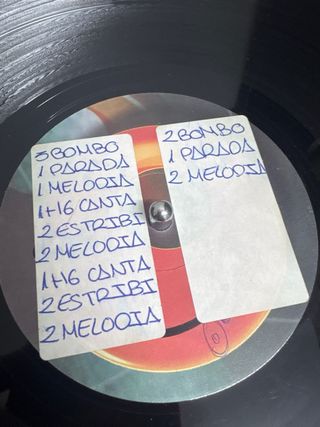 3 BOMBO
1 PARADA
1 MELODIA
1+16 CANTA
2 ESTRIBI
2 MELODIA
1+16 CANTA
2 ESTRIBI
2 MELODIA
2 BOMBO
1 PARADA
2 MELODIA